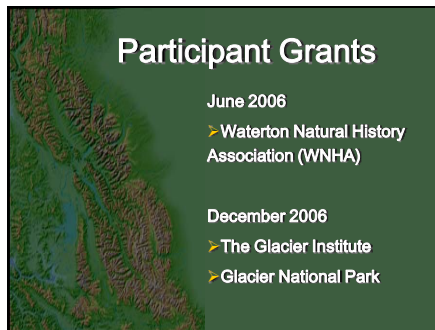 Participant Grants
June 2006
➢Waterton Natural History
Association (WNHA)
December 2006
➢The Glacier Institute
➢Glacier National Park